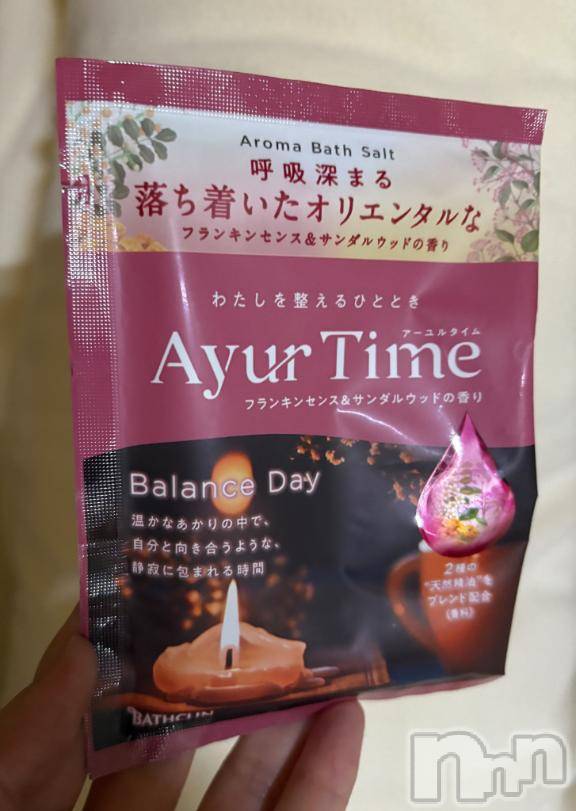 Aroma Bath Salt
呼吸深まる
落ち着いたオリエンタルな
フランキンセンス&サンダルウッドの香り
わたしを整えるひととき
アーユルタイム
Ayur Time
フランキンセンス&サンダルウッドの香り
Balance Day
温かなあかりの中で、
自分と向き合うような、
静寂に包まれる時間
2種の
"天然精油"を
ブレンド配合
(香料)
BATHCLIN
nnn